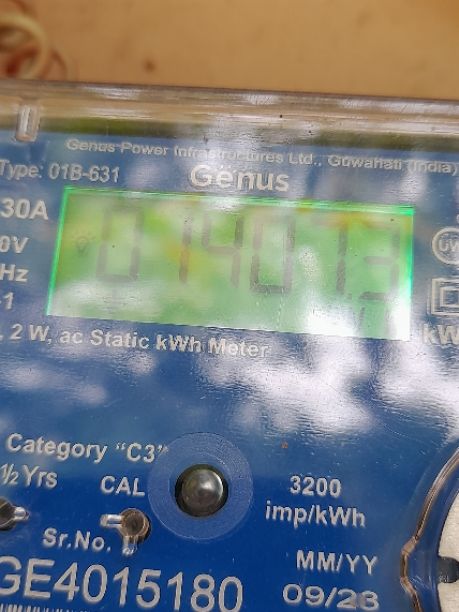 Genus Power Infrastructures Ltd., Guwahati (India)
Type: 01B-631
Genus
30A
0V
Hz
-1
01407.3
kW
, 2 W, ac Static kWh Meter
Category "C3"
1½ Yrs
CAL
3200
imp/kWh
Sr.No.
MM/YY
GE4015180
09/23